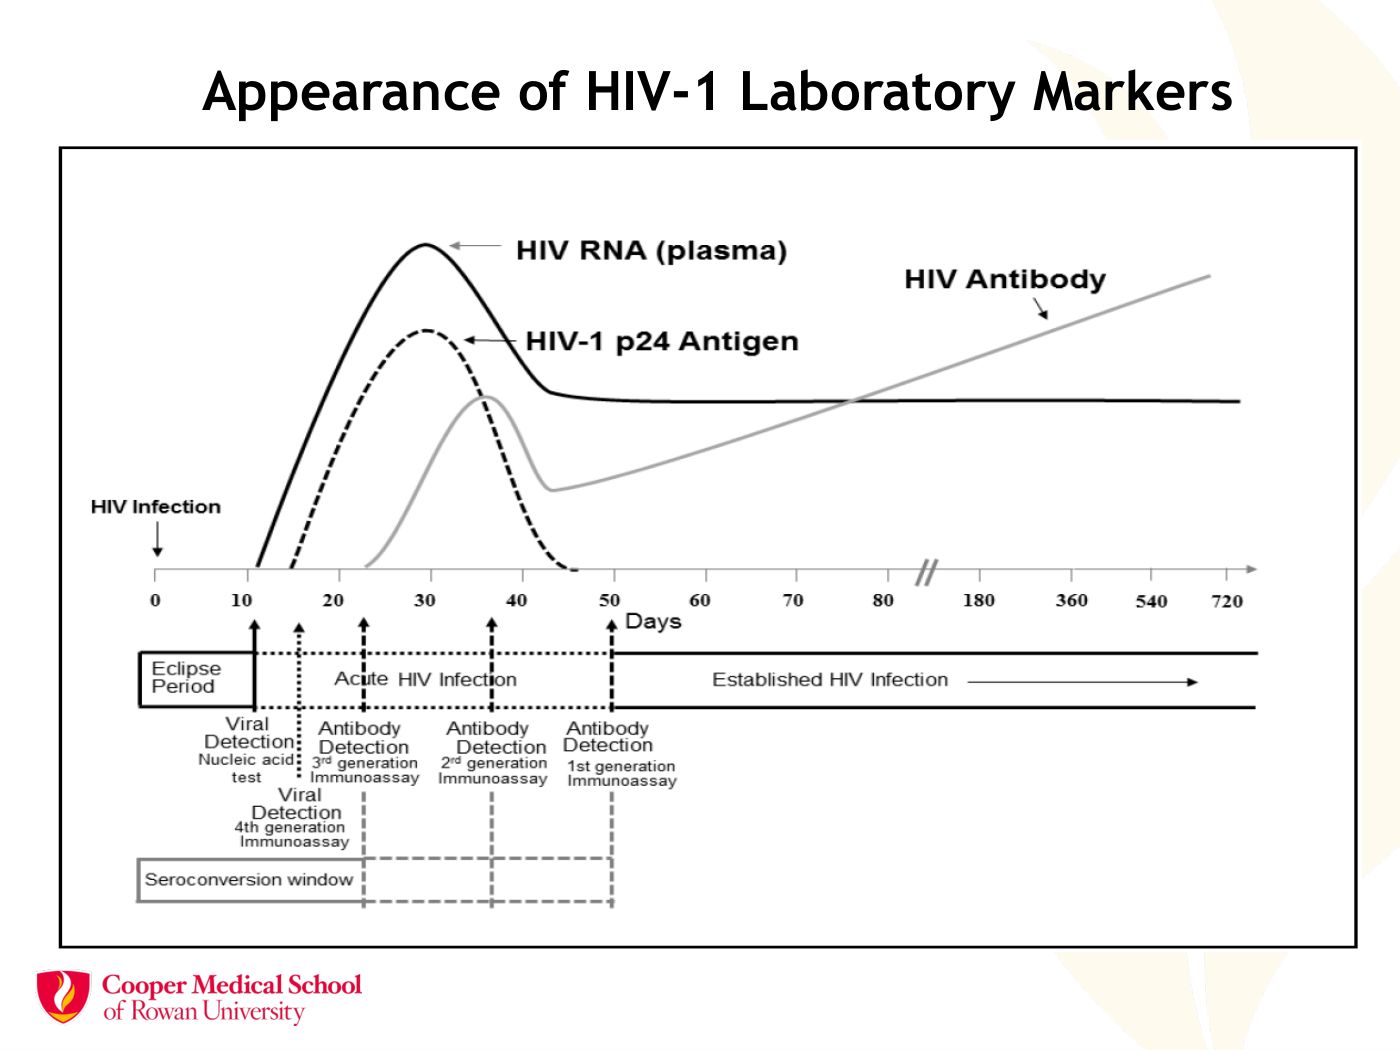 Appearance of HIV-1 Laboratory Markers
HIV RNA (plasma)
HIV Antibody
HIV-1 p24 Antigen
HIV Infection
0 10 20 30 40 50 60 70 80 180 360 540 720
Days
Eclipse
Period
Acute HIV Infection
Established HIV Infection
Viral
Detection
Nucleic acid
test
Viral
Detection
4th generation
Immunoassay
Antibody
Detection
3rd generation
Immunoassay
Antibody
Detection
2rd generation
Immunoassay
Antibody
Detection
1st generation
Immunoassay
Seroconversion window
Cooper Medical School
of Rowan University